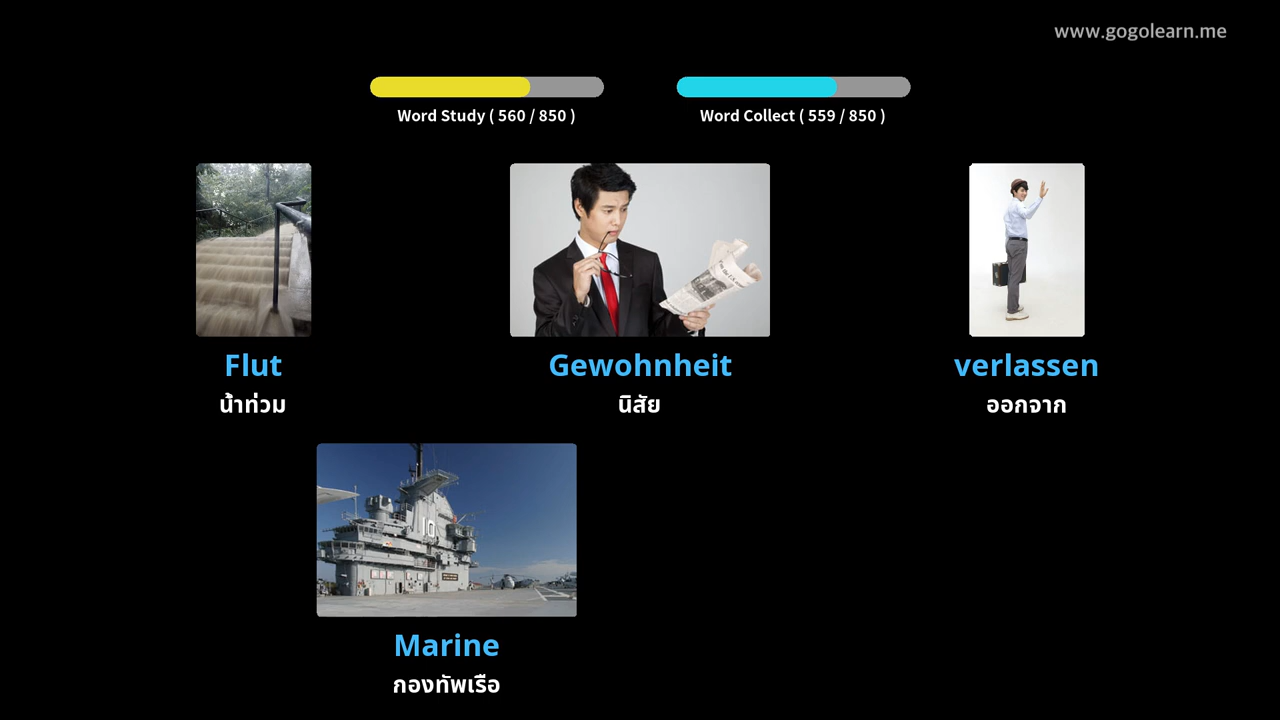 www.gogolearn.me
Word Study ( 560 / 850 )
Word Collect ( 559 / 850 )
Flut
น้ำท่วม
Gewohnheit
นิสัย
verlassen
ออกจาก
10
Marine
กองทัพเรือ